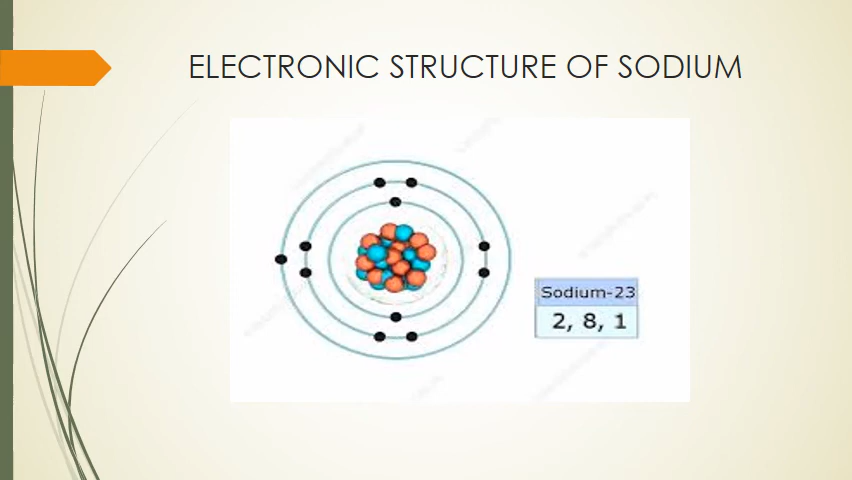 ELECTRONIC STRUCTURE OF SODIUM
Sodium-23
2, 8, 1